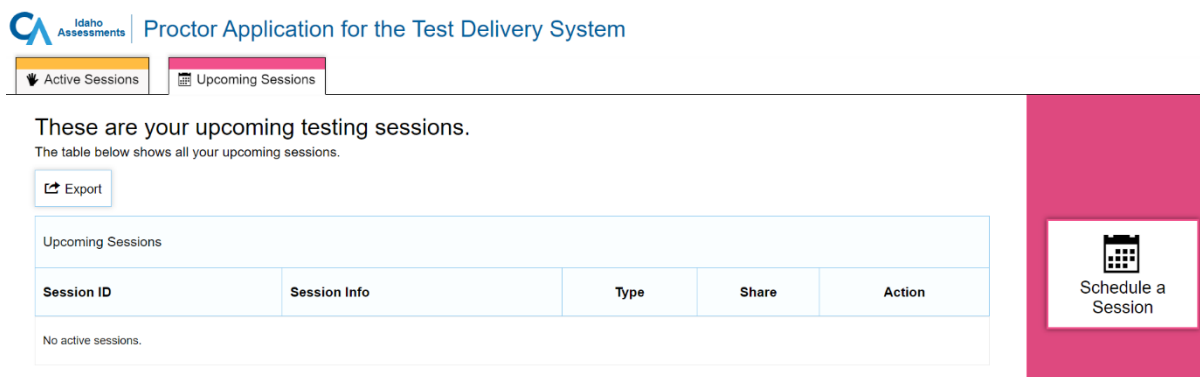 CA Idaho Assessments Proctor Application for the Test Delivery System
Active Sessions Upcoming Sessions
These are your upcoming testing sessions.
The table below shows all your upcoming sessions.
Export
Upcoming Sessions
Session ID Session Info Type Share Action
No active sessions.
Schedule a
Session